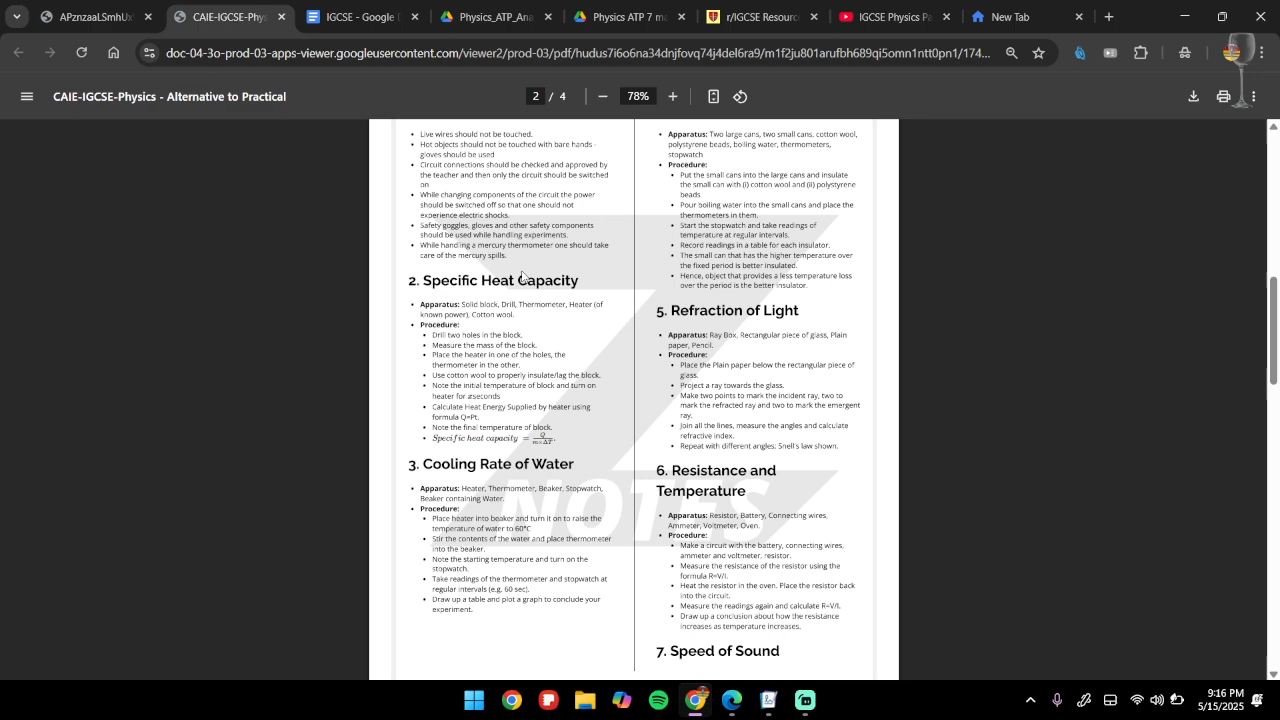 APznzaLSmhUx
CAIE-IGCSE-Phy
IGCSE - Google
Physics_ATP_Ana
Physics ATP 7 ma
r/IGCSE Resourc
IGCSE Physics Pa
New Tab
doc-04-3o-prod-03-apps-viewer.googleusercontent.com/viewer2/prod-03/pdf/hudus7if66na34dnjfovq74j4del6ra9/m1f2ju801arufbv689qi5omn1ntt0pn1/174...
CAIE-IGCSE-Physics - Alternative to Practical
2 / 4
78%
• Live wires should not be touched.
• Hot objects should not be touched with bare hands -
gloves should be used
• Circuit connections should be checked and approved by
the teacher and then only the circuit should be switched
on
• While changing components of the circuit the power
should be switched off so that one should not
experience electric shocks.
• Safety goggles, gloves and other safety components
should be used while handling experiments.
• While handling a mercury thermometer one should take
care of the mercury spills.
2. Specific Heat Capacity
• Apparatus: Solid block, Drill, Thermometer, Heater (of
known power), Cotton wool.
• Procedure:
• Drill two holes in the block.
• Measure the mass of the block.
• Place the heater in one of the holes, the
thermometer in the other.
• Use cotton wool to properly insulate/lag the block.
• Note the initial temperature of block and turn on
heater for xseconds
• Calculate Heat Energy Supplied by heater using
formula Q=Pt.
• Note the final temperature of block.
• Specific heat capacity = Q/m×ΔT.
3. Cooling Rate of Water
• Apparatus: Heater, Thermometer, Beaker, Stopwatch,
Beaker containing Water.
• Procedure:
• Place heater into beaker and turn it on to raise the
temperature of water to 60°C
• Stir the contents of the water and place thermometer
into the beaker.
• Note the starting temperature and turn on the
stopwatch.
• Take readings of the thermometer and stopwatch at
regular intervals (e.g. 60 sec).
• Draw up a table and plot a graph to conclude your
experiment.
• Apparatus: Two large cans, two small cans, cotton wool,
polystyrene beads, boiling water, thermometers,
stopwatch
• Procedure:
• Put the small cans into the large cans and insulate
the small can with (i) cotton wool and (ii) polystyrene
beads
• Pour boiling water into the small cans and place the
thermometers in them.
• Start the stopwatch and take readings of
temperature at regular intervals.
• Record readings in a table for each insulator.
• The small can that has the higher temperature over
the fixed period is better insulated.
• Hence, object that provides a less temperature loss
over the period is the better insulator.
5. Refraction of Light
• Apparatus: Ray Box, Rectangular piece of glass, Plain
paper, Pencil.
• Procedure:
• Place the Plain paper below the rectangular piece of
glass.
• Project a ray towards the glass.
• Make two points to mark the incident ray, two to
mark the refracted ray and two to mark the emergent
ray.
• Join all the lines, measure the angles and calculate
refractive index.
• Repeat with different angles: Snell's law shown.
6. Resistance and
Temperature
• Apparatus: Resistor, Battery, Connecting wires,
Ammeter, Voltmeter, Oven.
• Procedure:
• Make a circuit with the battery, connecting wires,
ammeter and voltmeter, resistor.
• Measure the resistance of the resistor using the
formula R=V/I.
• Heat the resistor in the oven. Place the resistor back
into the circuit.
• Measure the readings again and calculate R=V/I.
• Draw up a conclusion about how the resistance
increases as temperature increases.
7. Speed of Sound
NOTES
9:16 PM
5/15/2025